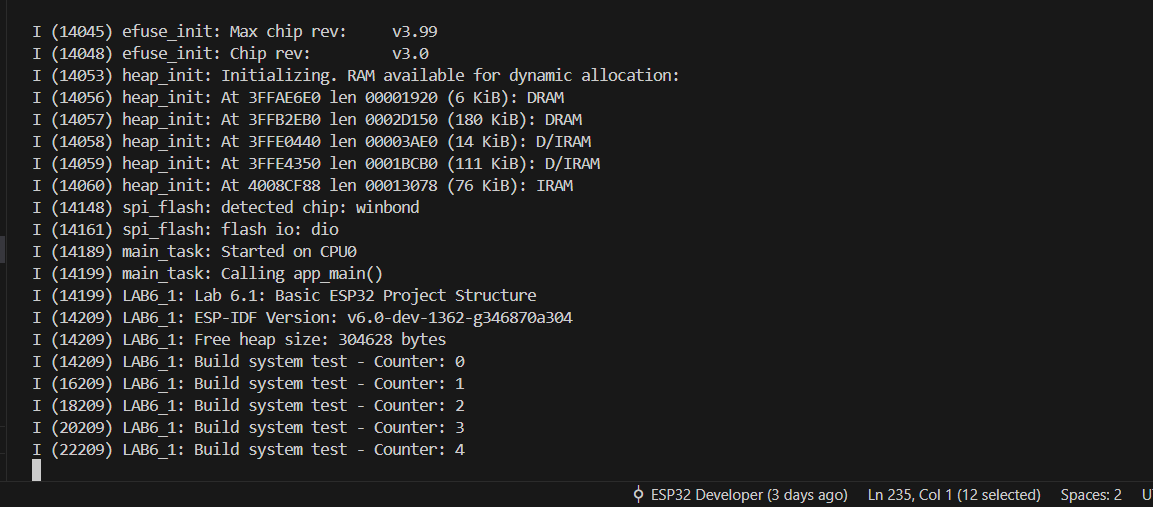 I (14045) efuse_init: Max chip rev:     v3.99
I (14048) efuse_init: Chip rev:         v3.0
I (14053) heap_init: Initializing. RAM available for dynamic allocation:
I (14056) heap_init: At 3FFAE6E0 len 00001920 (6 KiB): DRAM
I (14057) heap_init: At 3FFB2EB0 len 0002D150 (180 KiB): DRAM
I (14058) heap_init: At 3FFE0440 len 00003AE0 (14 KiB): D/IRAM
I (14059) heap_init: At 3FFE4350 len 0001BCB0 (111 KiB): D/IRAM
I (14060) heap_init: At 4008CF88 len 00013078 (76 KiB): IRAM
I (14148) spi_flash: detected chip: winbond
I (14161) spi_flash: flash io: dio
I (14189) main_task: Started on CPU0
I (14199) main_task: Calling app_main()
I (14199) LAB6_1: Lab 6.1: Basic ESP32 Project Structure
I (14209) LAB6_1: ESP-IDF Version: v6.0-dev-1362-g346870a304
I (14209) LAB6_1: Free heap size: 304628 bytes
I (14209) LAB6_1: Build system test - Counter: 0
I (16209) LAB6_1: Build system test - Counter: 1
I (18209) LAB6_1: Build system test - Counter: 2
I (20209) LAB6_1: Build system test - Counter: 3
I (22209) LAB6_1: Build system test - Counter: 4
ESP32 Developer (3 days ago) Ln 235, Col 1 (12 selected) Spaces: 2